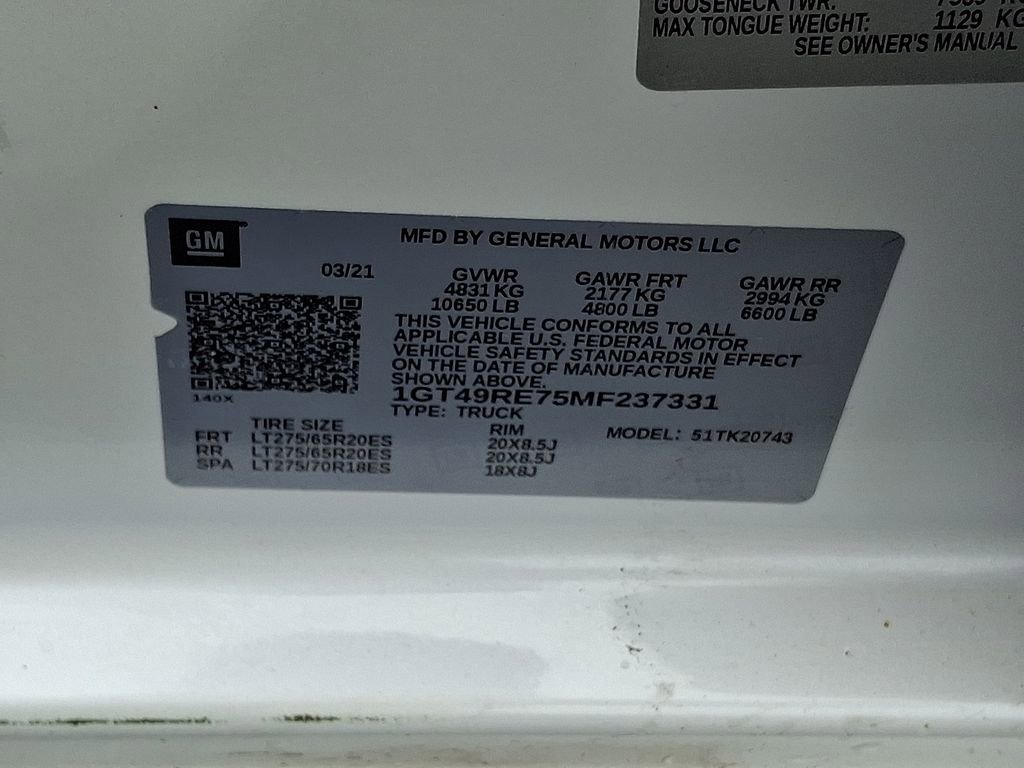 GOOSENECK TWR:
MAX TONGUE WEIGHT: 1129 KG
SEE OWNER'S MANUAL
GM
MFD BY GENERAL MOTORS LLC
03/21 GVWR GAWR FRT GAWR RR
4831 KG 2177 KG 2994 KG
10650 LB 4800 LB 6600 LB
THIS VEHICLE CONFORMS TO ALL
APPLICABLE U.S. FEDERAL MOTOR
VEHICLE SAFETY STANDARDS IN EFFECT
ON THE DATE OF MANUFACTURE
SHOWN ABOVE.
140X
1GT49RE75MF237331
TYPE: TRUCK
TIRE SIZE RIM MODEL: 51TK20743
FRT LT275/65R20ES 20X8.5J
RR LT275/65R20ES 20X8.5J
SPA LT275/70R18ES 18X8J